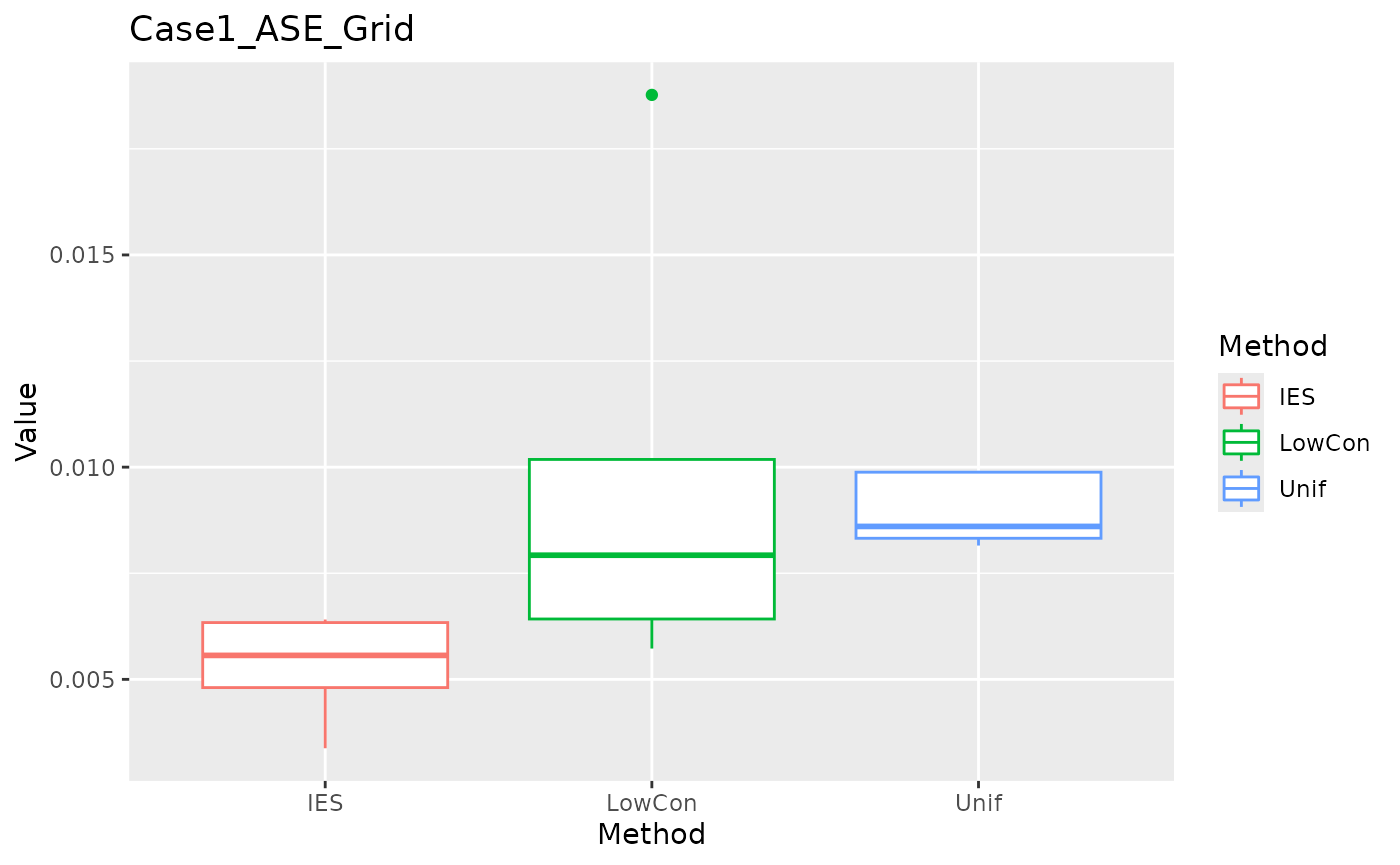 Case1_ASE_Grid
Value
0.015
0.010
0.005
IES
LowCon
Unif
Method
Method
IES
LowCon
Unif